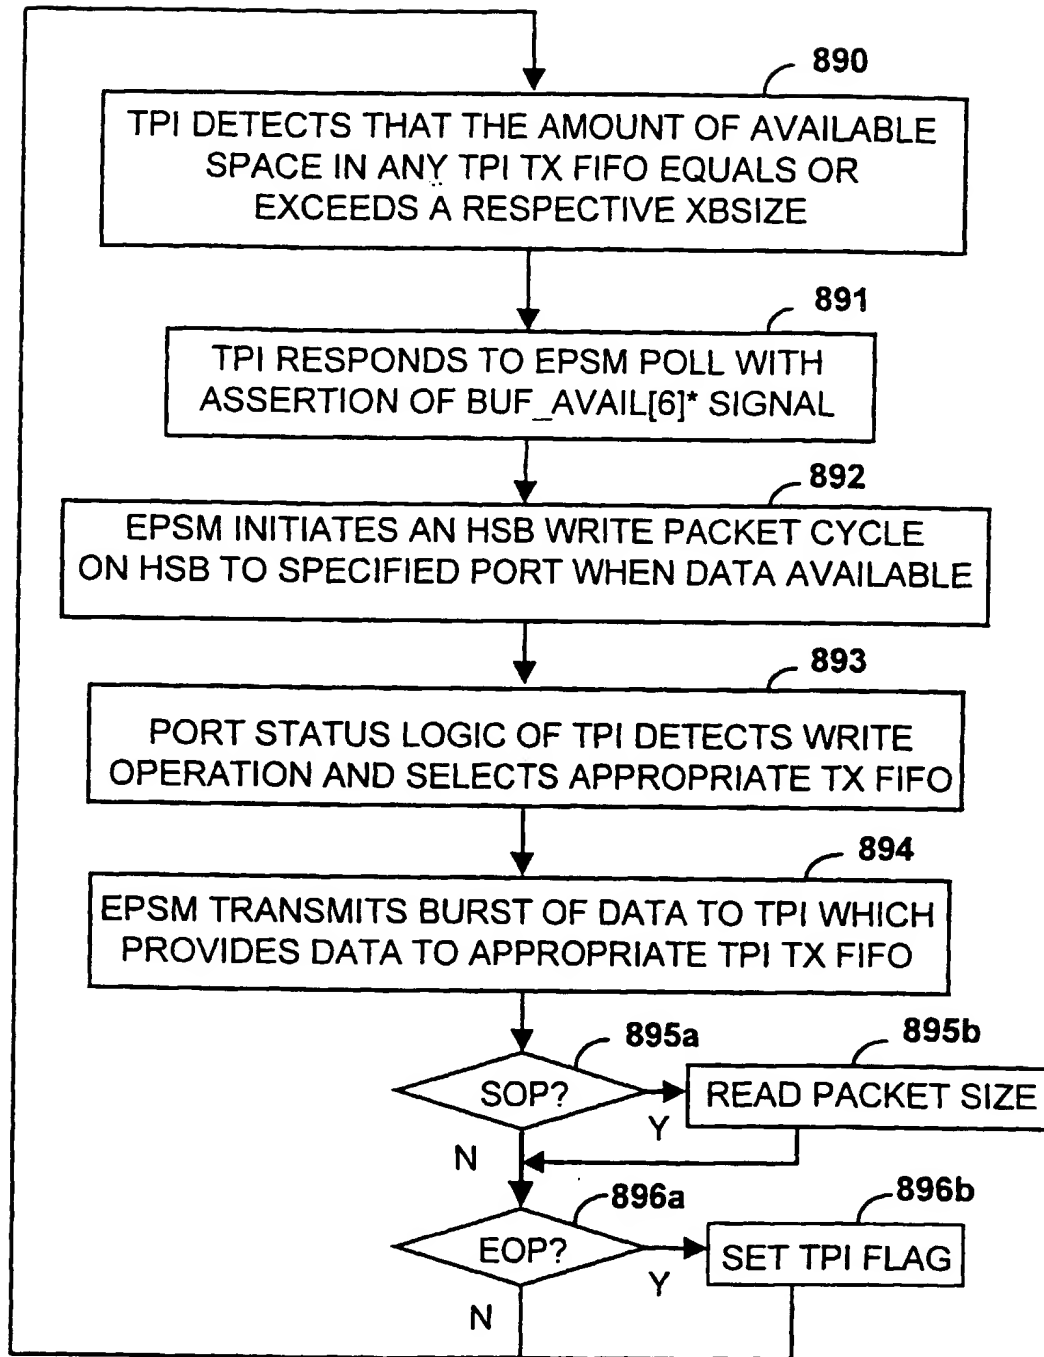 890
TPI DETECTS THAT THE AMOUNT OF AVAILABLE
SPACE IN ANY TPI TX FIFO EQUALS OR
EXCEEDS A RESPECTIVE XBSIZE
891
TPI RESPONDS TO EPSM POLL WITH
ASSERTION OF BUF_AVAIL[6]* SIGNAL
892
EPSM INITIATES AN HSB WRITE PACKET CYCLE
ON HSB TO SPECIFIED PORT WHEN DATA AVAILABLE
893
PORT STATUS LOGIC OF TPI DETECTS WRITE
OPERATION AND SELECTS APPROPRIATE TX FIFO
894
EPSM TRANSMITS BURST OF DATA TO TPI WHICH
PROVIDES DATA TO APPROPRIATE TPI TX FIFO
895a
895b
SOP?
READ PACKET SIZE
Y
N
896a
896b
EOP?
SET TPI FLAG
Y
N